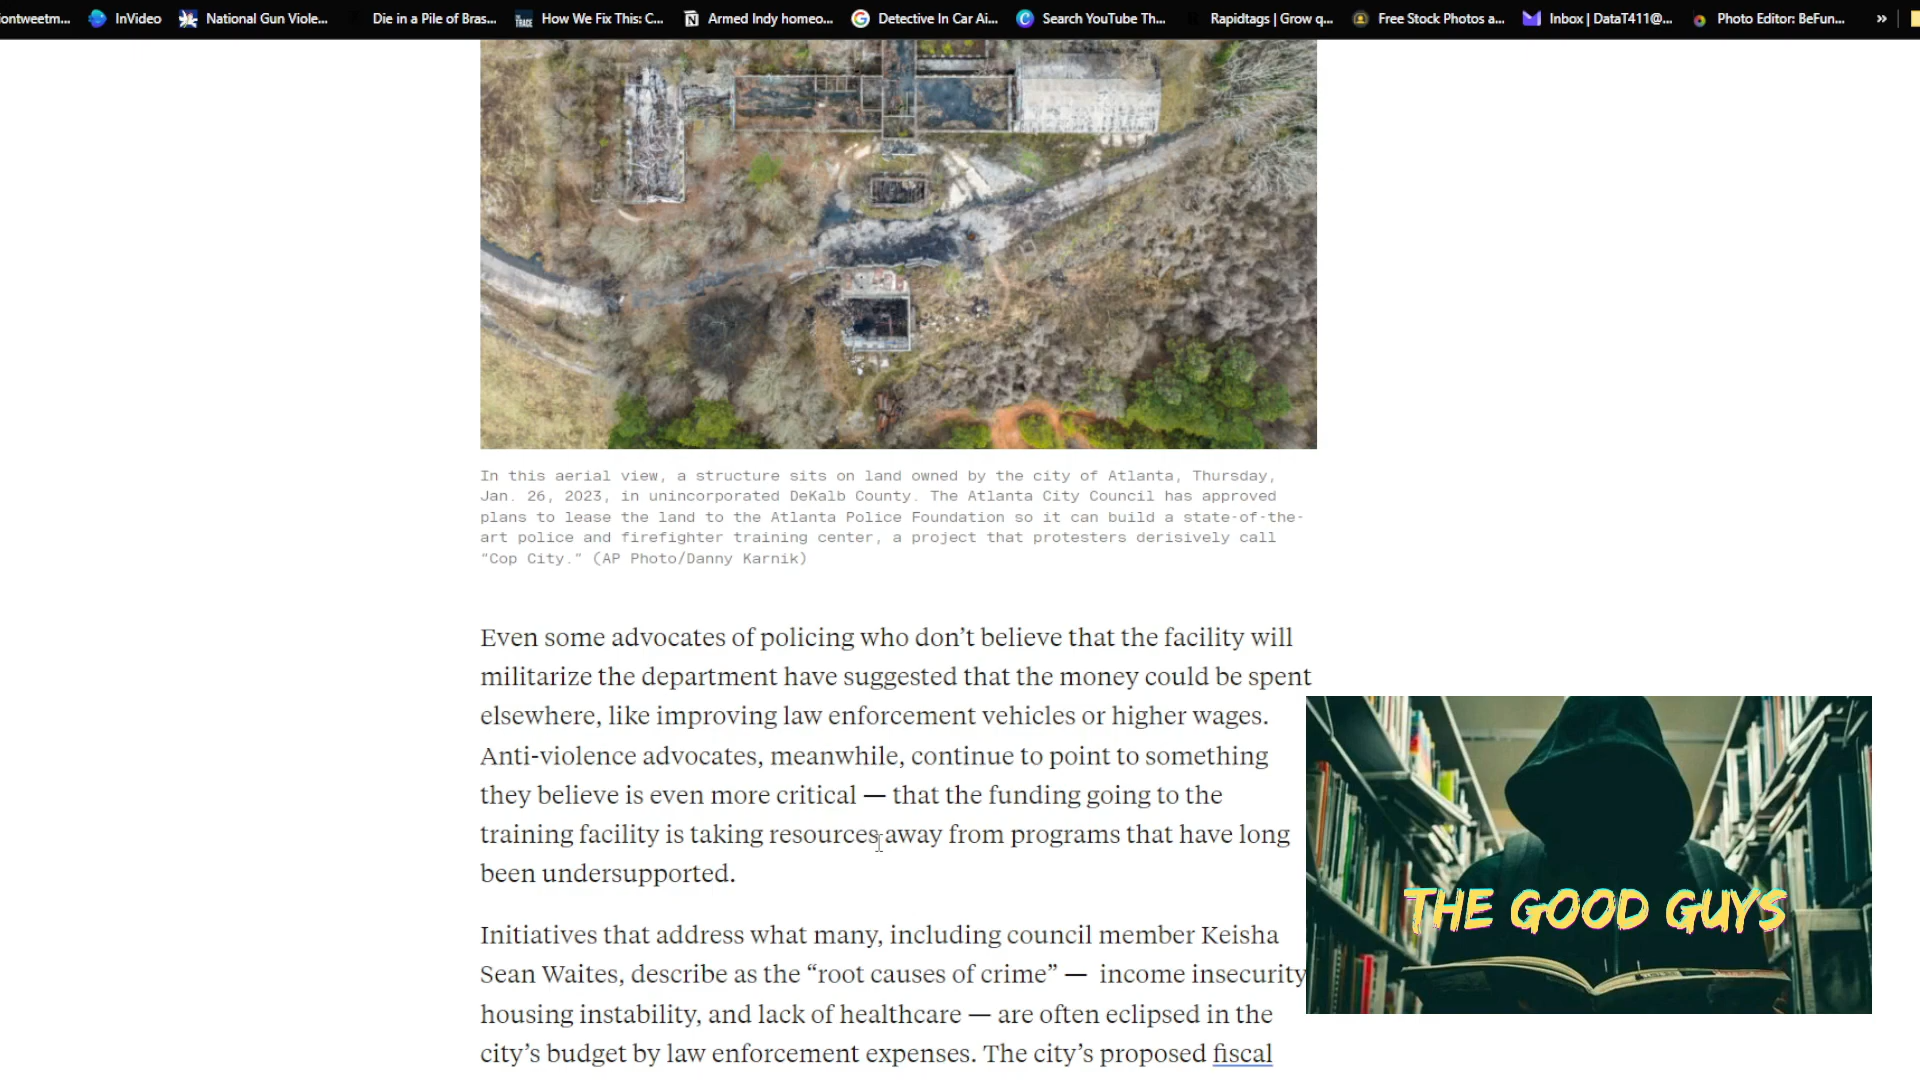 iontweetm...
InVideo
National Gun Viole...
Die in a Pile of Bras...
How We Fix This: C...
Armed Indy homeo...
Detective In Car Ai...
Search YouTube Th...
Rapidtags | Grow q...
Free Stock Photos a...
Inbox | DataT411@...
Photo Editor: BeFun...
»
In this aerial view, a structure sits on land owned by the city of Atlanta, Thursday,
Jan. 26, 2023, in unincorporated DeKalb County. The Atlanta City Council has approved
plans to lease the land to the Atlanta Police Foundation so it can build a state-of-the-
art police and firefighter training center, a project that protesters derisively call
“Cop City.” (AP Photo/Danny Karnik)
Even some advocates of policing who don’t believe that the facility will
militarize the department have suggested that the money could be spent
elsewhere, like improving law enforcement vehicles or higher wages.
Anti-violence advocates, meanwhile, continue to point to something
they believe is even more critical — that the funding going to the
training facility is taking resources away from programs that have long
been undersupported.
Initiatives that address what many, including council member Keisha
Sean Waites, describe as the “root causes of crime” — income insecurity
housing instability, and lack of healthcare — are often eclipsed in the
city’s budget by law enforcement expenses. The city’s proposed fiscal
THE GOOD GUYS